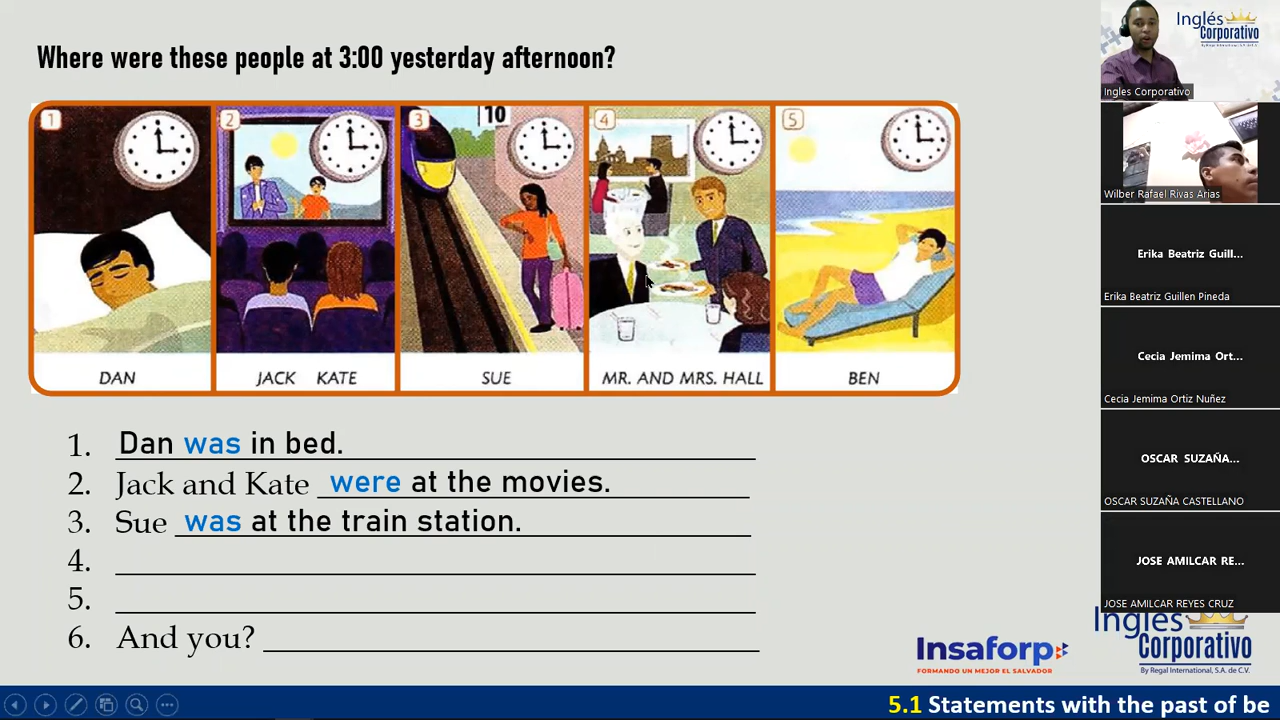 Where were these people at 3:00 yesterday afternoon?
1
2
3
10
4
5
DAN
JACK KATE
SUE
MR. AND MRS. HALL
BEN
1. Dan was in bed.
2. Jack and Kate were at the movies.
3. Sue was at the train station.
4.
5.
6. And you?
Insaforp
FORMANDO UN MEJOR EL SALVADOR
Inglés
Corporativo
By Regal International, S.A. de C.V.
5.1 Statements with the past of be
Inglés
Corporativo
By Regal International, S.A. de C.V.
Ingles Corporativo
Wilber Rafael Rivas Arias
Erika Beatriz Guill...
Erika Beatriz Guillen Pineda
Cecia Jemima Ort...
Cecia Jemima Ortiz Nuñez
OSCAR SUZAÑA...
OSCAR SUZAÑA CASTELLANO
JOSE AMILCAR RE...
JOSE AMILCAR REYES CRUZ